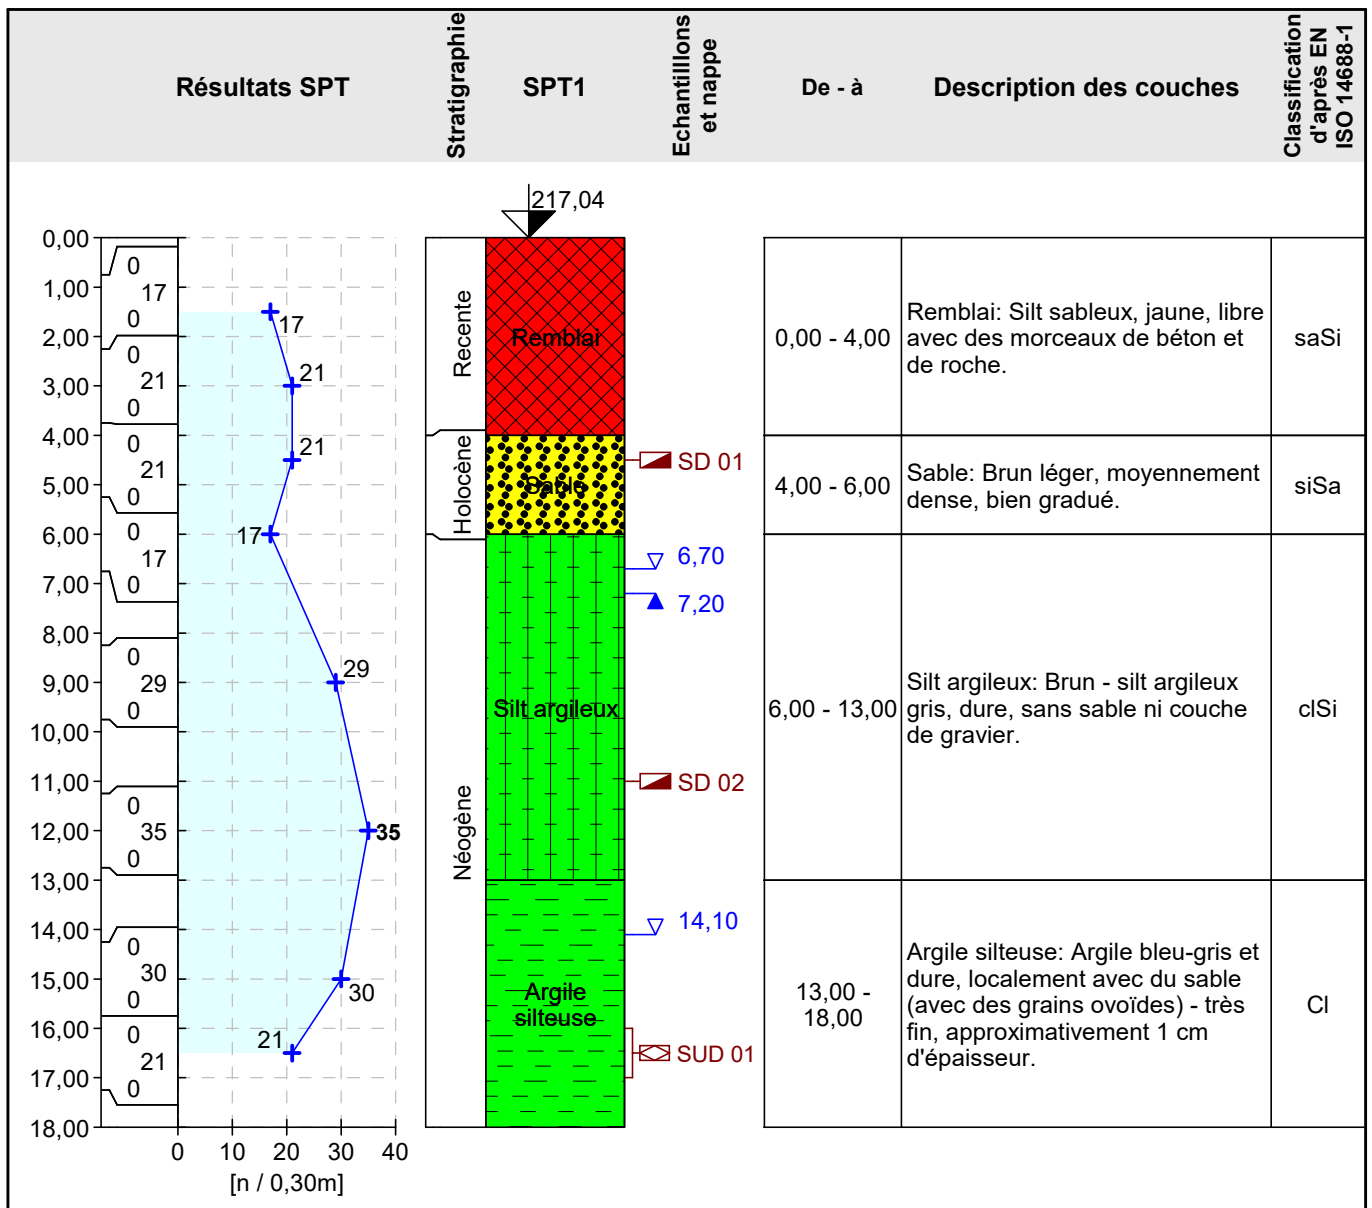 Résultats SPT
Stratigraphie
SPT1
Echantilllons
et nappe
De - à
Description des couches
Classification
d'après EN
ISO 14688-1
217,04
0,00
1,00
2,00
3,00
4,00
5,00
6,00
7,00
8,00
9,00
10,00
11,00
12,00
13,00
14,00
15,00
16,00
17,00
18,00
0
17
0
0
21
0
0
21
0
0
17
0
0
29
0
0
35
0
0
30
0
0
21
0
17
21
21
17
29
35
30
21
0
10
20
30
40
[n / 0,30m]
Recente
Holocène
Néogène
Remblai
Sable
Silt argileux
Argile
silteuse
SD 01
6,70
7,20
SD 02
14,10
SUD 01
0,00 - 4,00
Remblai: Silt sableux, jaune, libre
avec des morceaux de béton et
de roche.
saSi
4,00 - 6,00
Sable: Brun léger, moyennement
dense, bien gradué.
siSa
6,00 - 13,00
Silt argileux: Brun - silt argileux
gris, dure, sans sable ni couche
de gravier.
clSi
13,00 -
18,00
Argile silteuse: Argile bleu-gris et
dure, localement avec du sable
(avec des grains ovoïdes) - très
fin, approximativement 1 cm
d'épaisseur.
Cl